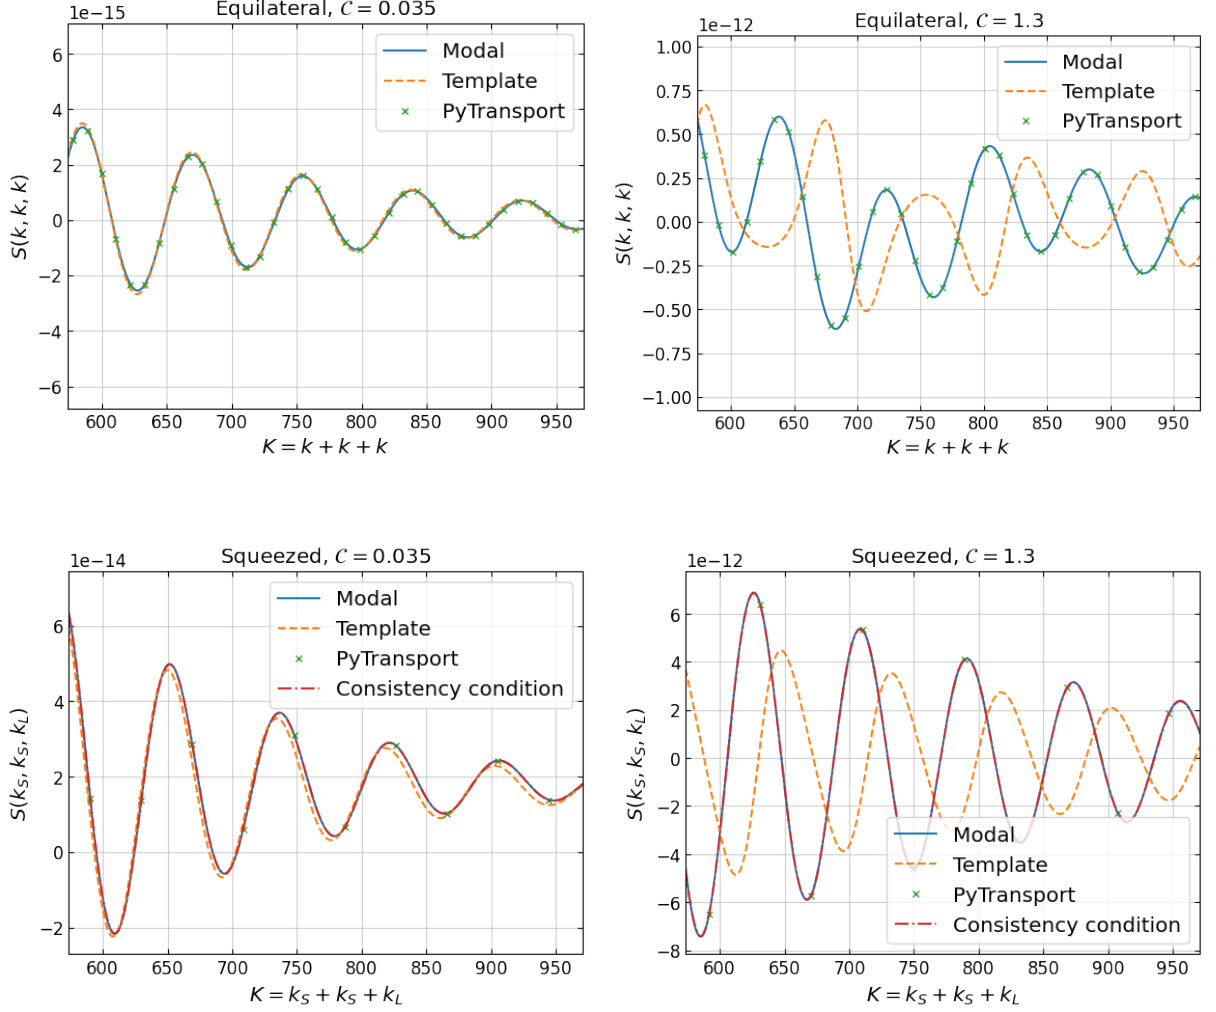 Equilateral, 𝒞 = 0.035
1e−15
6
4
2
0
−2
−4
−6
S(k, k, k)
Modal
Template
PyTransport
600 650 700 750 800 850 900 950
K = k + k + k
Equilateral, 𝒞 = 1.3
1e−12
1.00
0.75
0.50
0.25
0.00
−0.25
−0.50
−0.75
−1.00
S(k, k, k)
Modal
Template
PyTransport
600 650 700 750 800 850 900 950
K = k + k + k
Squeezed, 𝒞 = 0.035
1e−14
6
4
2
0
−2
S(k_S, k_S, k_L)
Modal
Template
PyTransport
Consistency condition
600 650 700 750 800 850 900 950
K = k_S + k_S + k_L
Squeezed, 𝒞 = 1.3
1e−12
6
4
2
0
−2
−4
−6
−8
S(k_S, k_S, k_L)
Modal
Template
PyTransport
Consistency condition
600 650 700 750 800 850 900 950
K = k_S + k_S + k_L